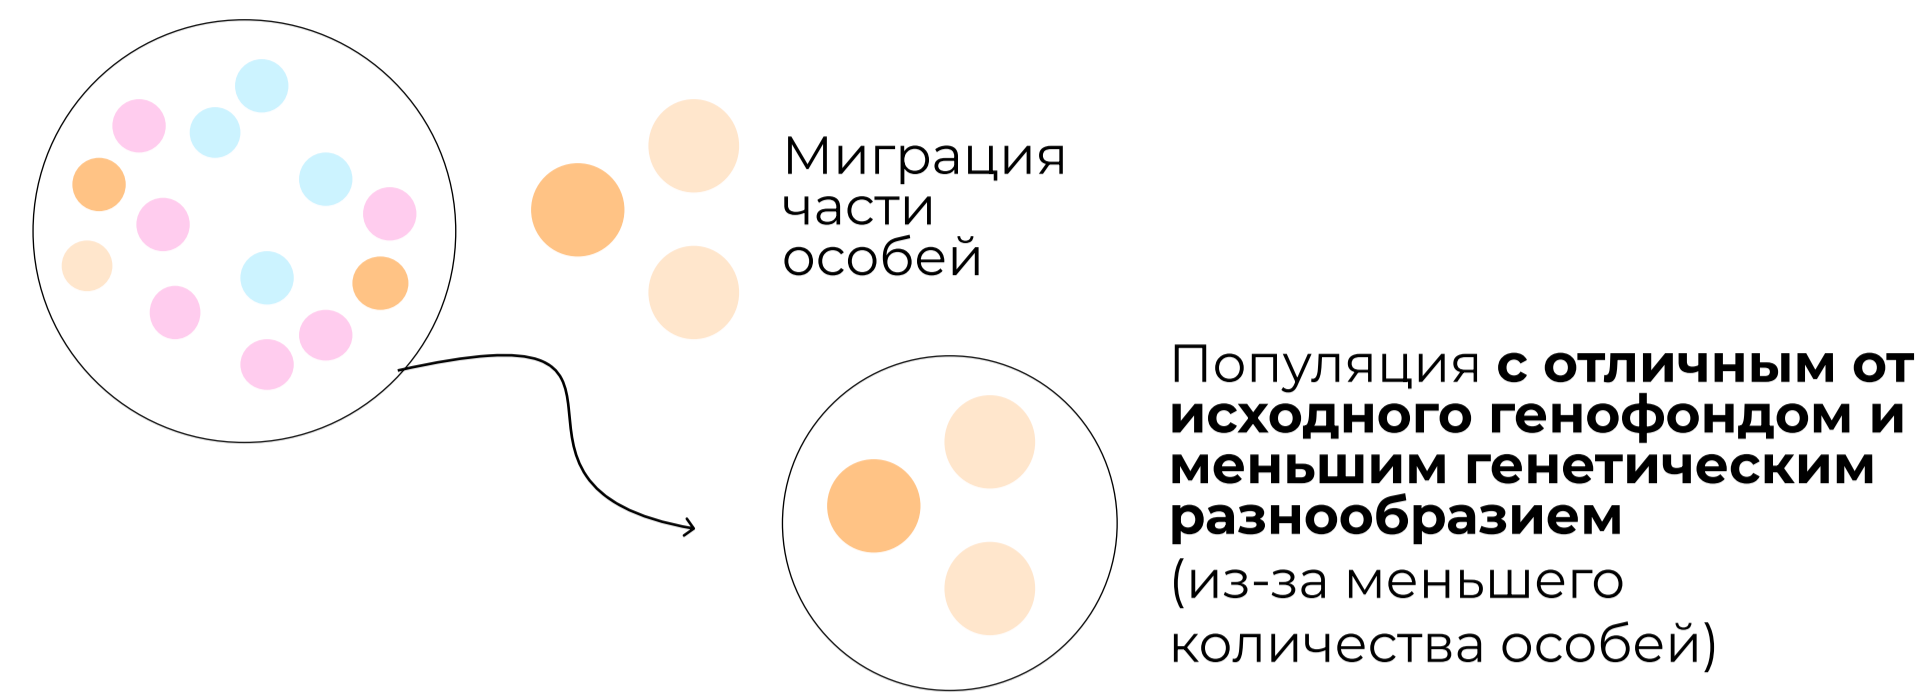 Миграция
части
особей
Популяция с отличным от
исходного генофондом и
меньшим генетическим
разнообразием
(из-за меньшего
количества особей)